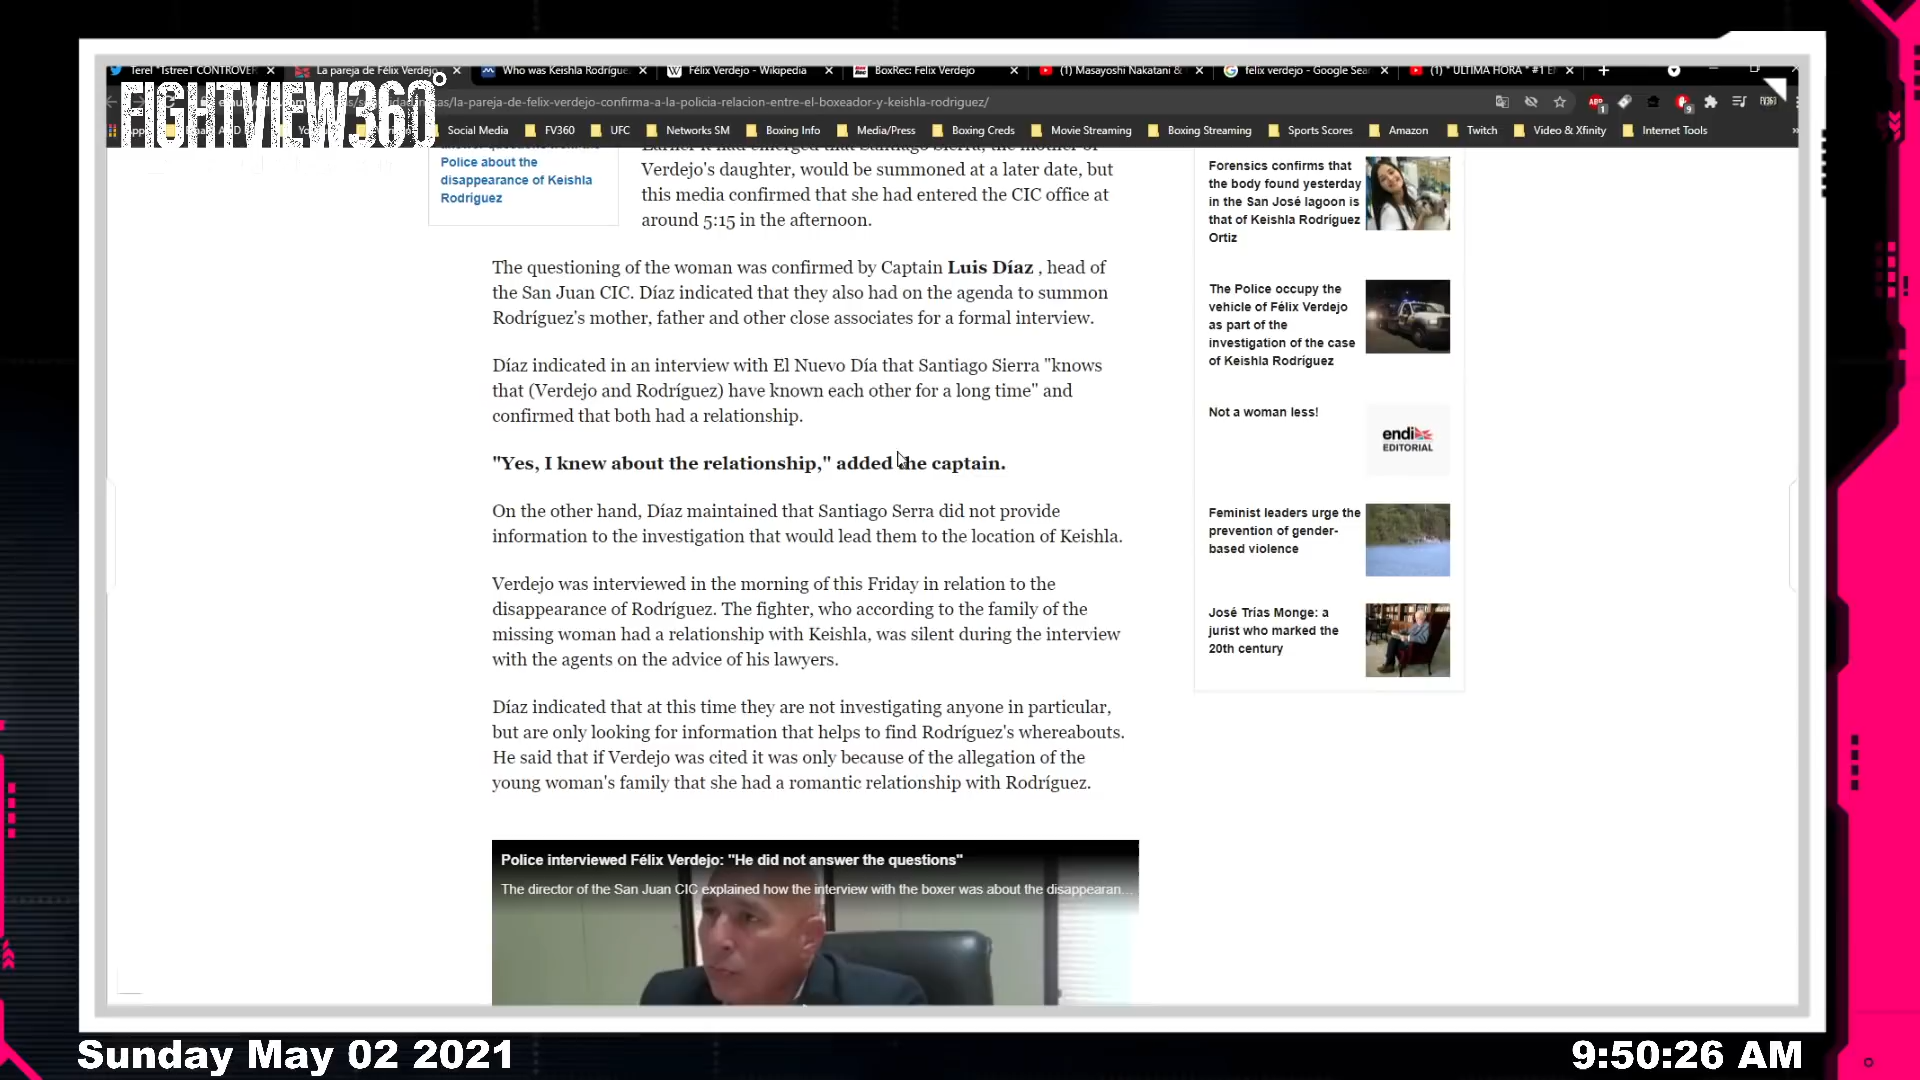 Terel "IstreeT CONTROVER
La pareja de Félix Verdejo
Who was Keishla Rodrígue
Félix Verdejo - Wikipedia
BoxRec: Felix Verdejo
(1) Masayoshi Nakatani &
felix verdejo - Google Sea
FIGHTVIEW360°
/la-pareja-de-felix-verdejo-confirma-a-la-policia-relacion-entre-el-boxeador-y-keishla-rodriguez/
Social Media
FV360
UFC
Networks SM
Boxing Info
Media/Press
Boxing Creds
Movie Streaming
Boxing Streaming
Sports Scores
Amazon
Twitch
Video & Xfinity
Internet Tools
Police about the
disappearance of Keishla
Rodríguez
Earlier it had emerged that Santiago Sierra, the mother of
Verdejo's daughter, would be summoned at a later date, but
this media confirmed that she had entered the CIC office at
around 5:15 in the afternoon.
The questioning of the woman was confirmed by Captain Luis Díaz , head of
the San Juan CIC. Díaz indicated that they also had on the agenda to summon
Rodríguez's mother, father and other close associates for a formal interview.
Díaz indicated in an interview with El Nuevo Día that Santiago Sierra "knows
that (Verdejo and Rodríguez) have known each other for a long time" and
confirmed that both had a relationship.
"Yes, I knew about the relationship," added the captain.
On the other hand, Díaz maintained that Santiago Serra did not provide
information to the investigation that would lead them to the location of Keishla.
Verdejo was interviewed in the morning of this Friday in relation to the
disappearance of Rodríguez. The fighter, who according to the family of the
missing woman had a relationship with Keishla, was silent during the interview
with the agents on the advice of his lawyers.
Díaz indicated that at this time they are not investigating anyone in particular,
but are only looking for information that helps to find Rodríguez's whereabouts.
He said that if Verdejo was cited it was only because of the allegation of the
young woman's family that she had a romantic relationship with Rodríguez.
Police interviewed Félix Verdejo: "He did not answer the questions"
The director of the San Juan CIC explained how the interview with the boxer was about the disappearan...
Forensics confirms that
the body found yesterday
in the San José lagoon is
that of Keishla Rodríguez
Ortiz
The Police occupy the
vehicle of Félix Verdejo
as part of the
investigation of the case
of Keishla Rodríguez
Not a woman less!
endi
EDITORIAL
Feminist leaders urge the
prevention of gender-
based violence
José Trías Monge: a
jurist who marked the
20th century
Sunday May 02 2021
9:50:26 AM